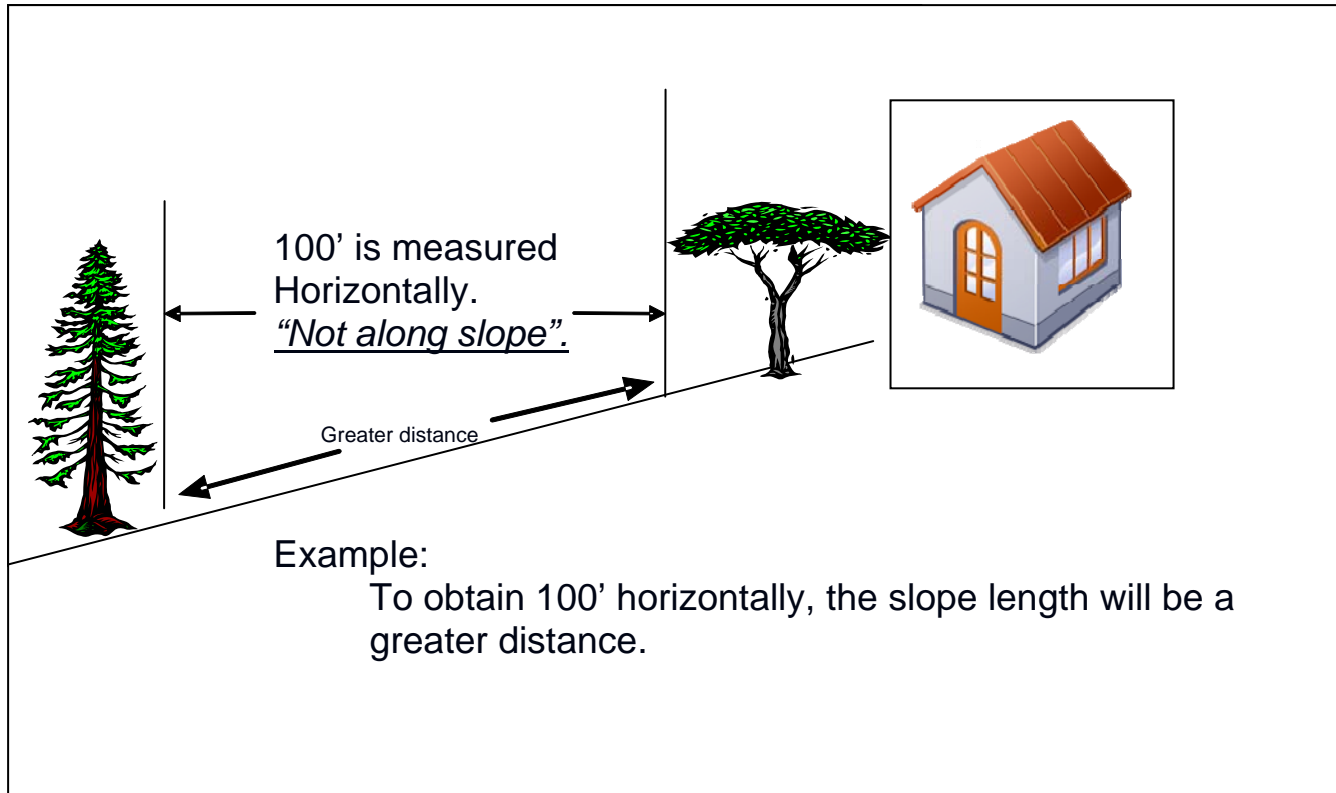 100’ is measured
Horizontally.
“Not along slope”.
Greater distance
Example:
To obtain 100’ horizontally, the slope length will be a
greater distance.